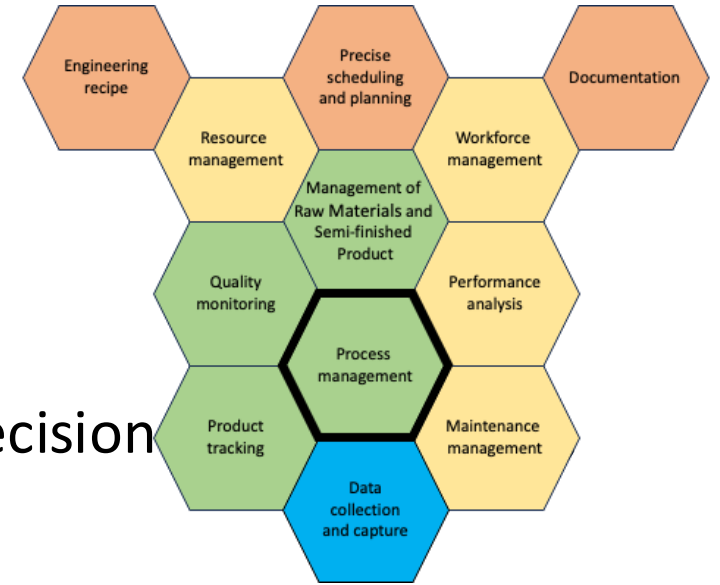 Engineering
recipe
Precise
scheduling
and planning
Documentation
Resource
management
Workforce
management
Management of
Raw Materials and
Semi-finished
Product
Quality
monitoring
Performance
analysis
Process
management
ecision
Product
tracking
Maintenance
management
Data
collection
and capture